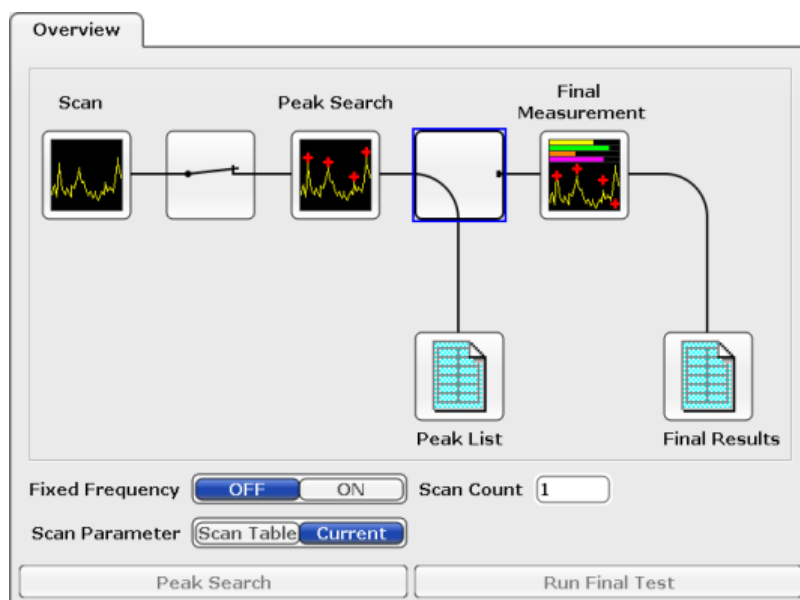 Overview
Scan
Peak Search
Final
Measurement
Peak List
Final Results
Fixed Frequency OFF ON Scan Count 1
Scan Parameter Scan Table Current
Peak Search Run Final Test